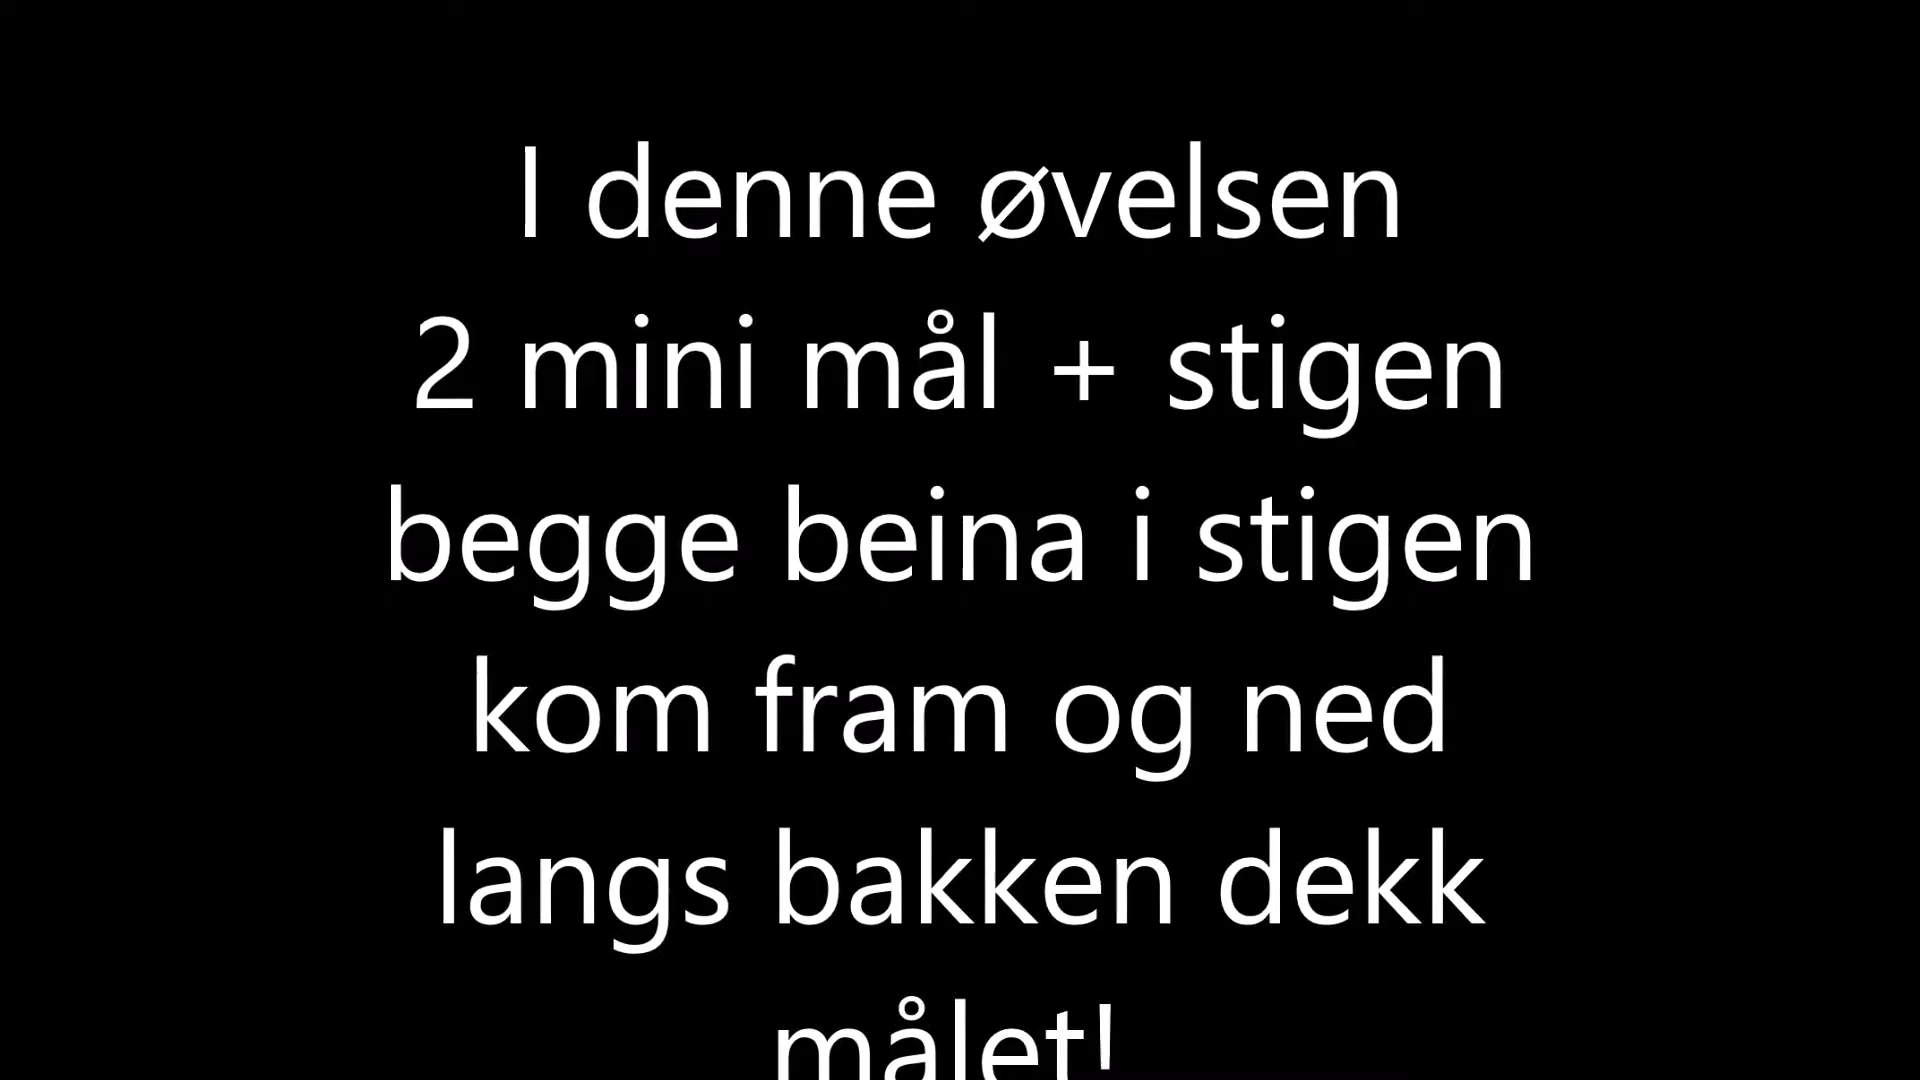 I denne øvelsen
2 mini mål + stigen
begge beina i stigen
kom fram og ned
langs bakken dekk
målet!